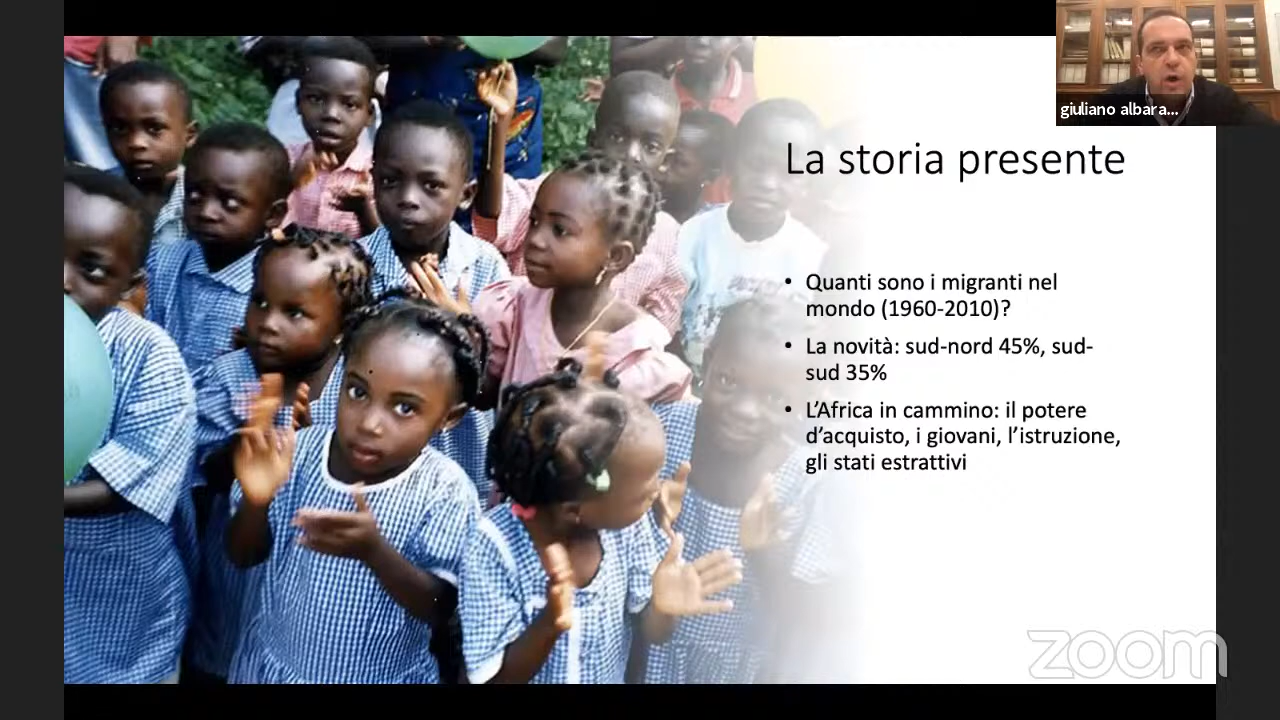 giuliano albara...
La storia presente
• Quanti sono i migranti nel
mondo (1960-2010)?
• La novità: sud-nord 45%, sud-
sud 35%
• L’Africa in cammino: il potere
d’acquisto, i giovani, l’istruzione,
gli stati estrattivi
zoom